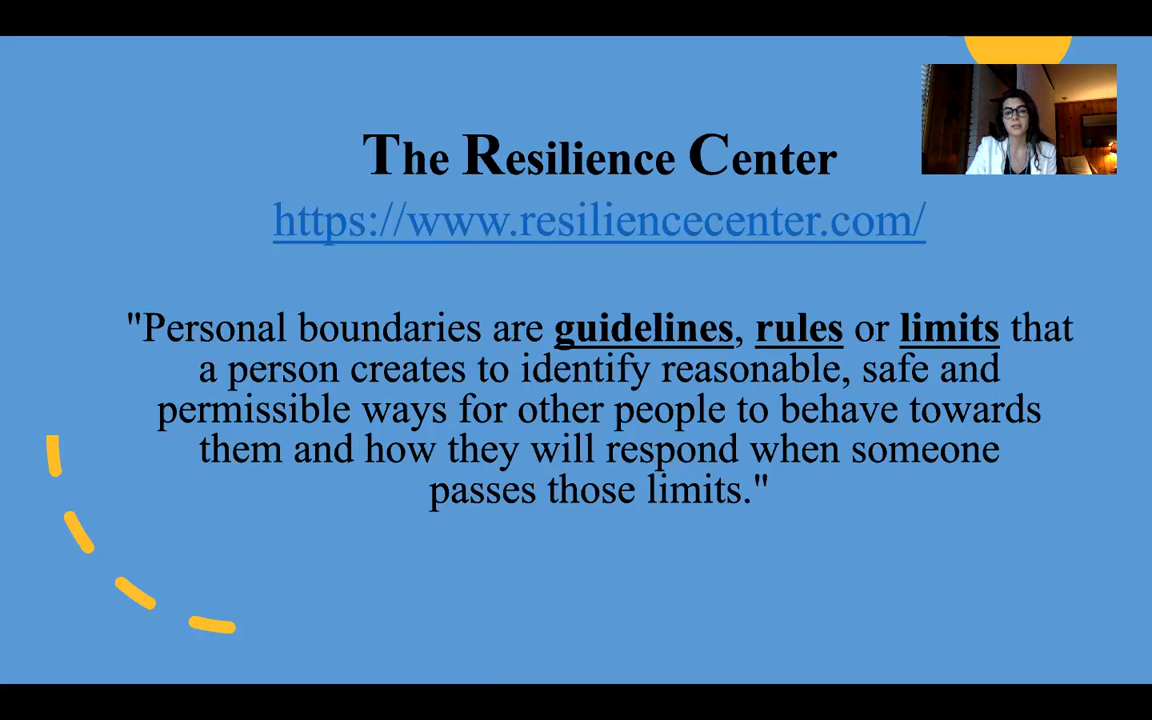 The Resilience Center
https://www.resiliencecenter.com/
"Personal boundaries are guidelines, rules or limits that
a person creates to identify reasonable, safe and
permissible ways for other people to behave towards
them and how they will respond when someone
passes those limits."